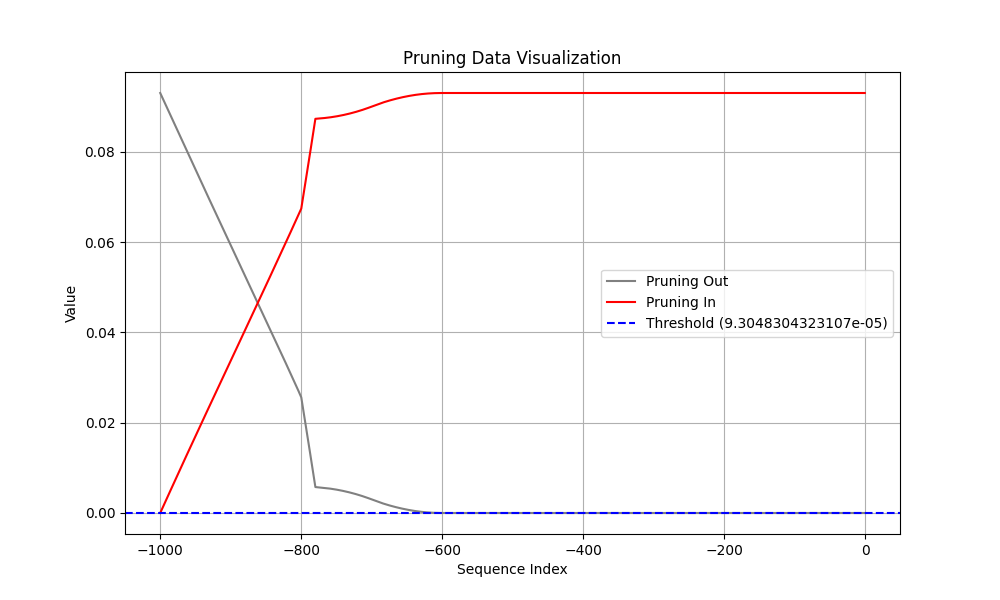 Pruning Data Visualization
Value
0.08
0.06
0.04
0.02
0.00
Pruning Out
Pruning In
Threshold (9.3048304323107e-05)
−1000 −800 −600 −400 −200 0
Sequence Index